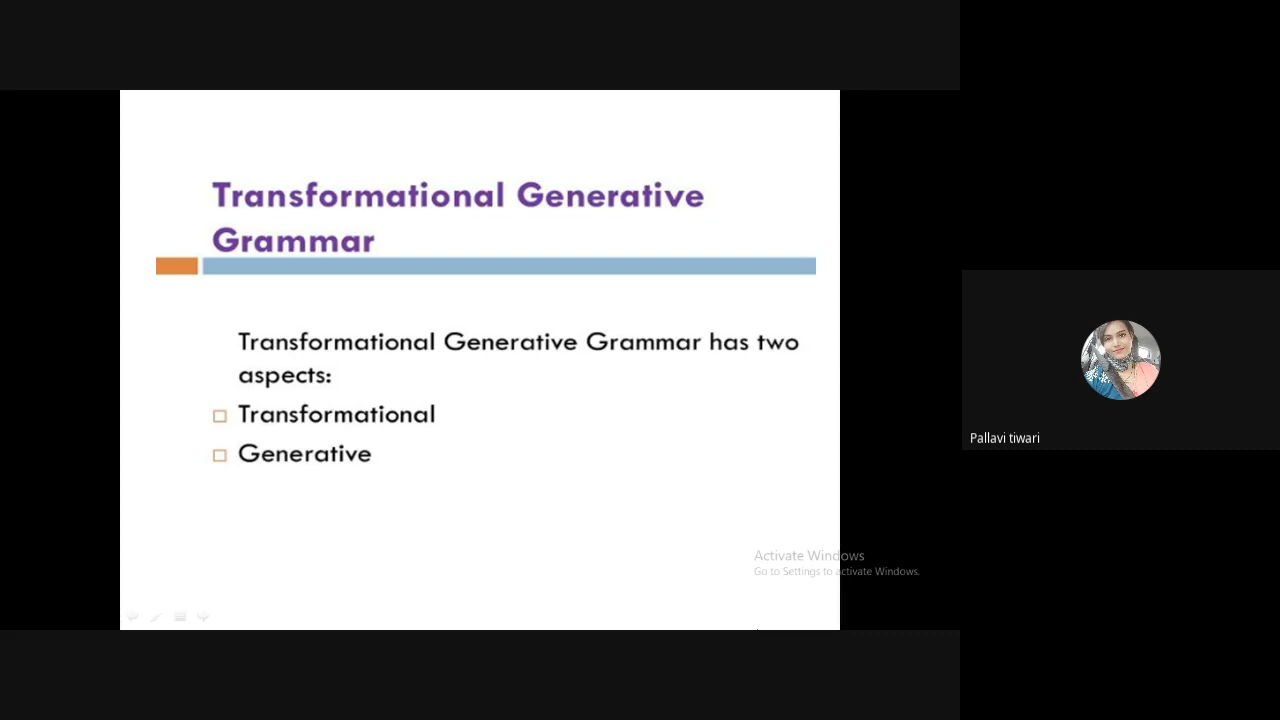 Transformational Generative
Grammar
Transformational Generative Grammar has two
aspects:
Transformational
Generative
Pallavi tiwari
Activate Windows
Go to Settings to activate Windows.